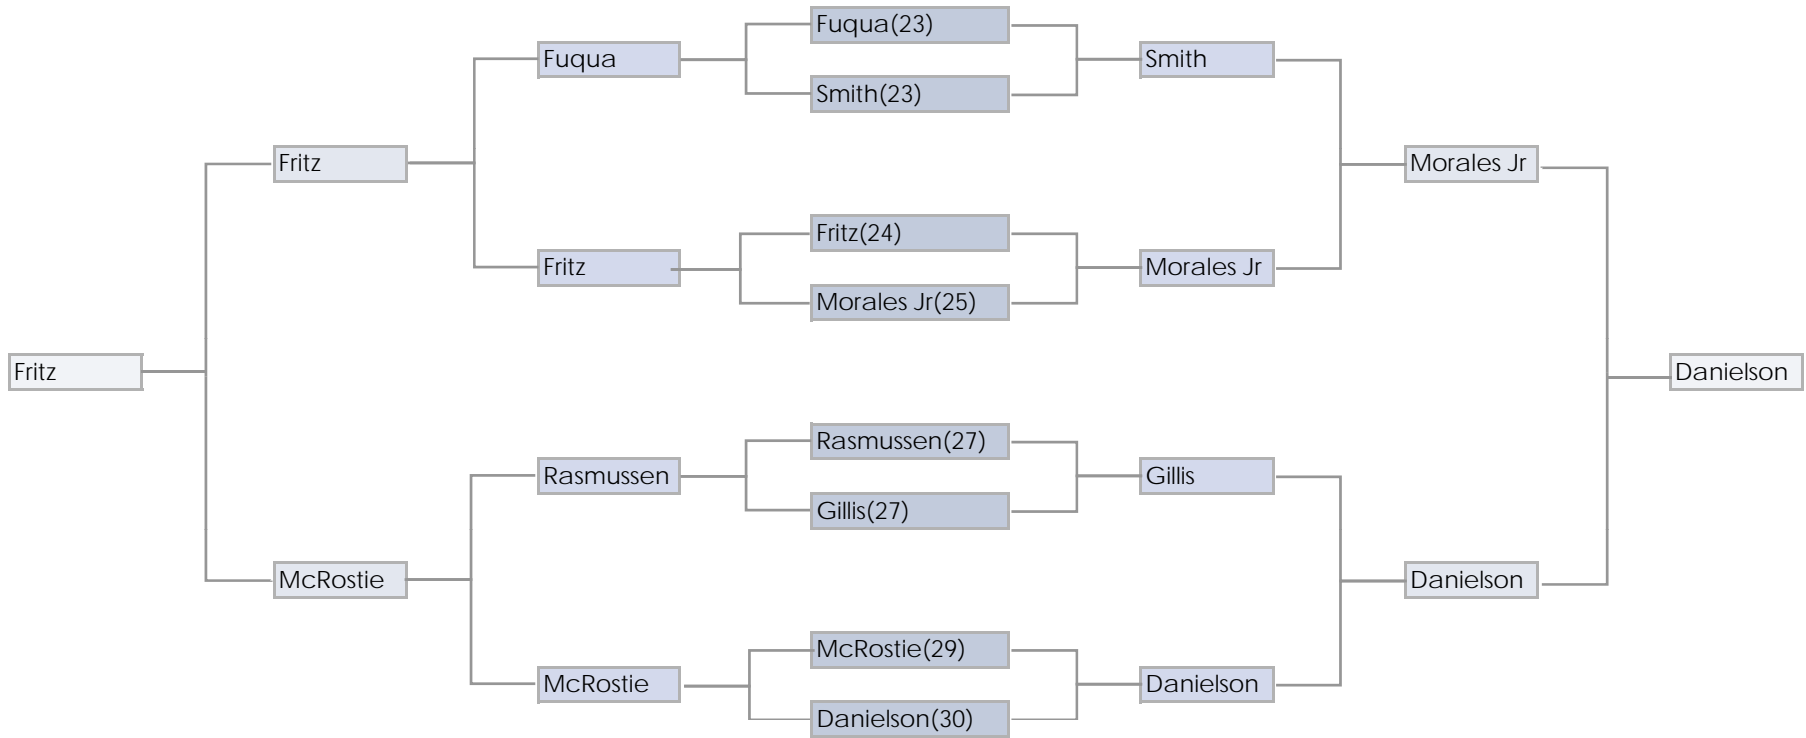 Fuqua(23)
Fuqua
Smith
Smith(23)
Fritz
Morales Jr
Fritz(24)
Fritz
Morales Jr
Morales Jr(25)
Fritz
Danielson
Rasmussen(27)
Rasmussen
Gillis
Gillis(27)
McRostie
Danielson
McRostie(29)
McRostie
Danielson
Danielson(30)